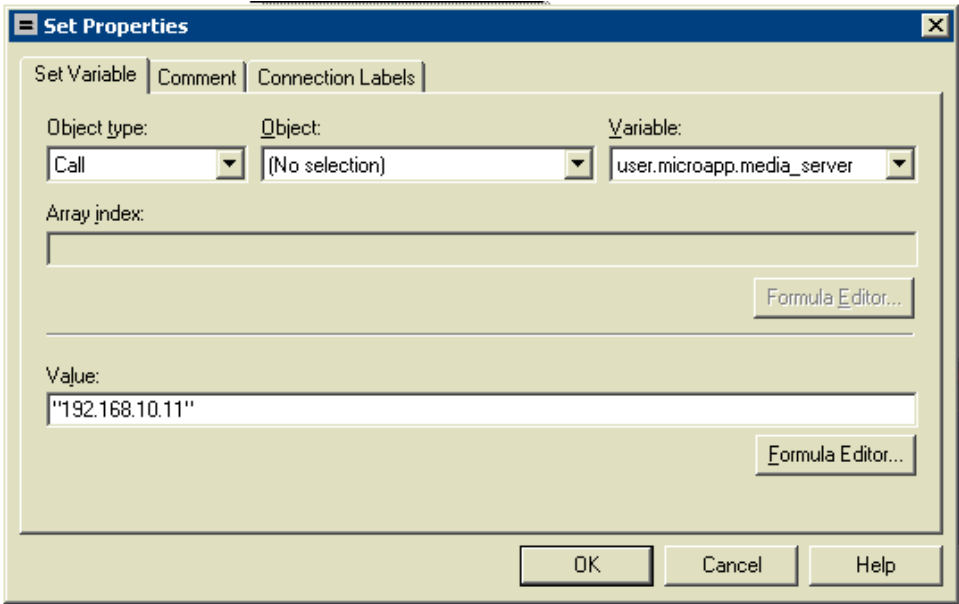 Set Properties
Set Variable Comment Connection Labels
Object type: Object: Variable:
Call (No selection) user.microapp.media_server
Array index:
Formula Editor...
Value:
"192.168.10.11"
Formula Editor...
OK Cancel Help